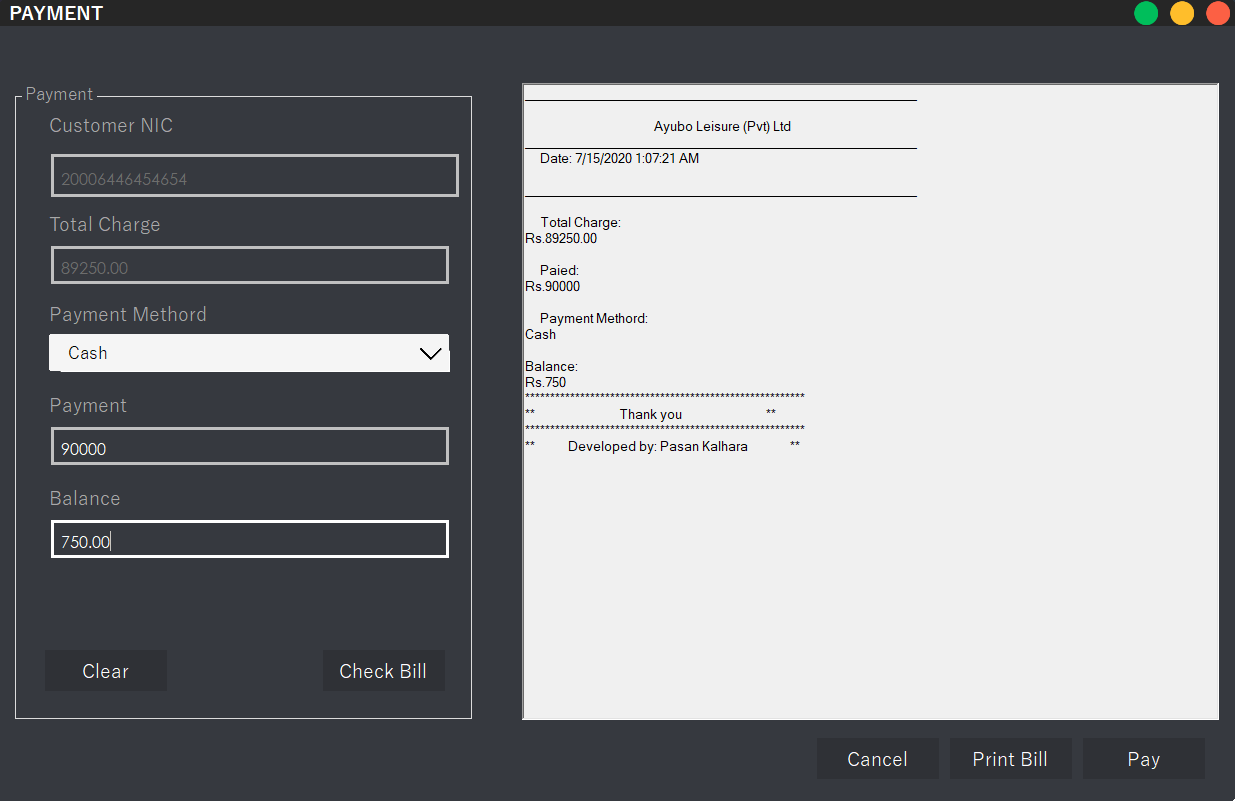 PAYMENT
Payment
Customer NIC
20006446454654
Total Charge
89250.00
Payment Methord
Cash
Payment
90000
Balance
750.00
Clear
Check Bill
Ayubo Leisure (Pvt) Ltd
Date: 7/15/2020 1:07:21 AM
Total Charge:
Rs.89250.00
Paied:
Rs.90000
Payment Methord:
Cash
Balance:
Rs.750
********************************************************
** Thank you **
********************************************************
** Developed by: Pasan Kalhara **
Cancel
Print Bill
Pay